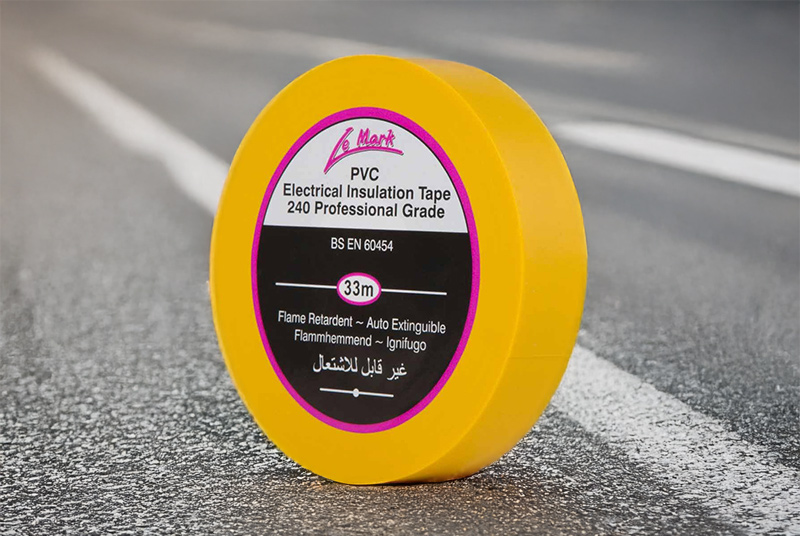 Le Mark
PVC
Electrical Insulation Tape
240 Professional Grade
BS EN 60454
33m
Flame Retardent ~ Auto Extinguible
Flammhemmend ~ Ignifugo
غير قابل للاشتعال